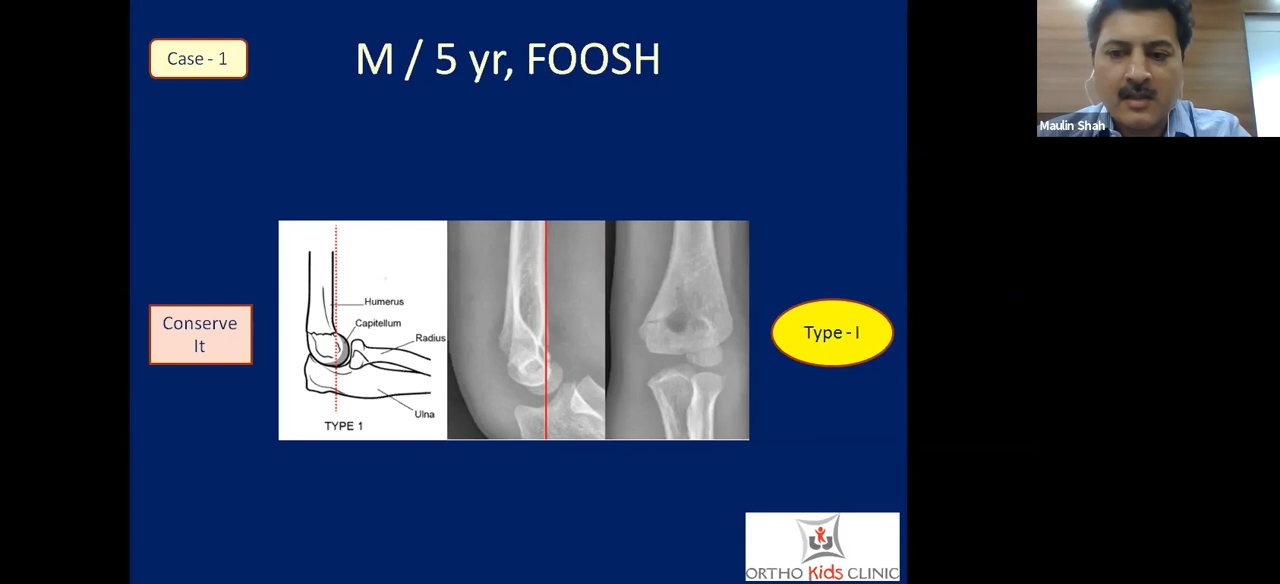 Case - 1
M / 5 yr, FOOSH
Maulin Shah
Conserve
It
Humerus
Capitellum
Radius
Ulna
TYPE 1
Type - I
ORTHO Kids CLINIC